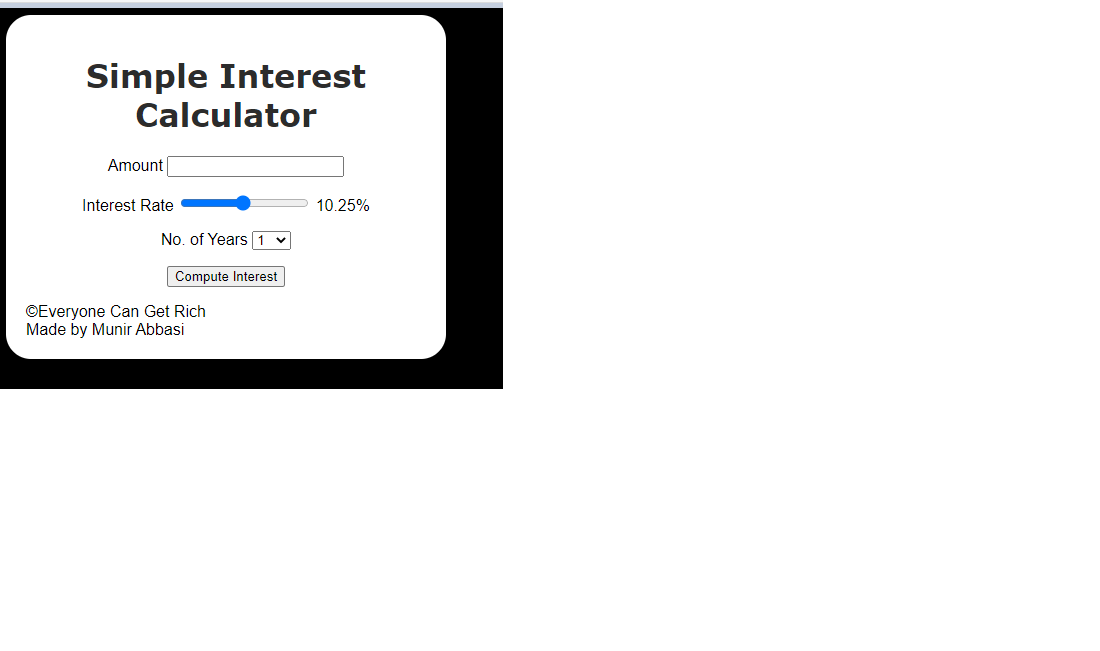 Simple Interest
Calculator
Amount
Interest Rate 10.25%
No. of Years 1
Compute Interest
©Everyone Can Get Rich
Made by Munir Abbasi